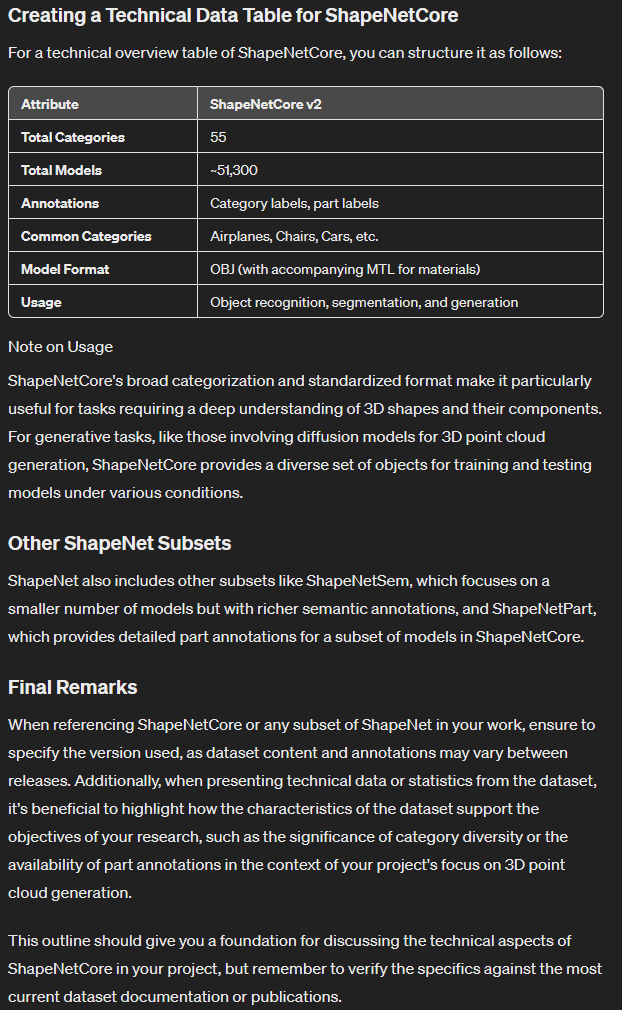 Creating a Technical Data Table for ShapeNetCore
For a technical overview table of ShapeNetCore, you can structure it as follows:
Attribute ShapeNetCore v2
Total Categories 55
Total Models ~51,300
Annotations Category labels, part labels
Common Categories Airplanes, Chairs, Cars, etc.
Model Format OBJ (with accompanying MTL for materials)
Usage Object recognition, segmentation, and generation
Note on Usage
ShapeNetCore's broad categorization and standardized format make it particularly
useful for tasks requiring a deep understanding of 3D shapes and their components.
For generative tasks, like those involving diffusion models for 3D point cloud
generation, ShapeNetCore provides a diverse set of objects for training and testing
models under various conditions.
Other ShapeNet Subsets
ShapeNet also includes other subsets like ShapeNetSem, which focuses on a
smaller number of models but with richer semantic annotations, and ShapeNetPart,
which provides detailed part annotations for a subset of models in ShapeNetCore.
Final Remarks
When referencing ShapeNetCore or any subset of ShapeNet in your work, ensure to
specify the version used, as dataset content and annotations may vary between
releases. Additionally, when presenting technical data or statistics from the dataset,
it's beneficial to highlight how the characteristics of the dataset support the
objectives of your research, such as the significance of category diversity or the
availability of part annotations in the context of your project's focus on 3D point
cloud generation.
This outline should give you a foundation for discussing the technical aspects of
ShapeNetCore in your project, but remember to verify the specifics against the most
current dataset documentation or publications.